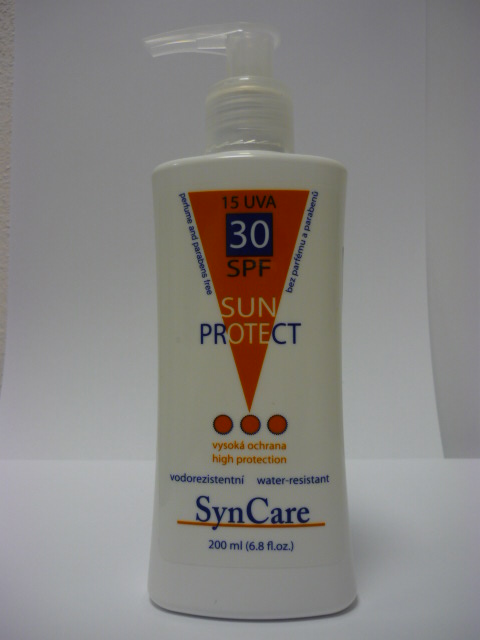 15 UVA
30
SPF
perfume and parabens free
bez parfému a parabenů
SUN
PROTECT
vysoká ochrana
high protection
vodorezistentní water-resistant
SynCare
200 ml (6.8 fl.oz.)